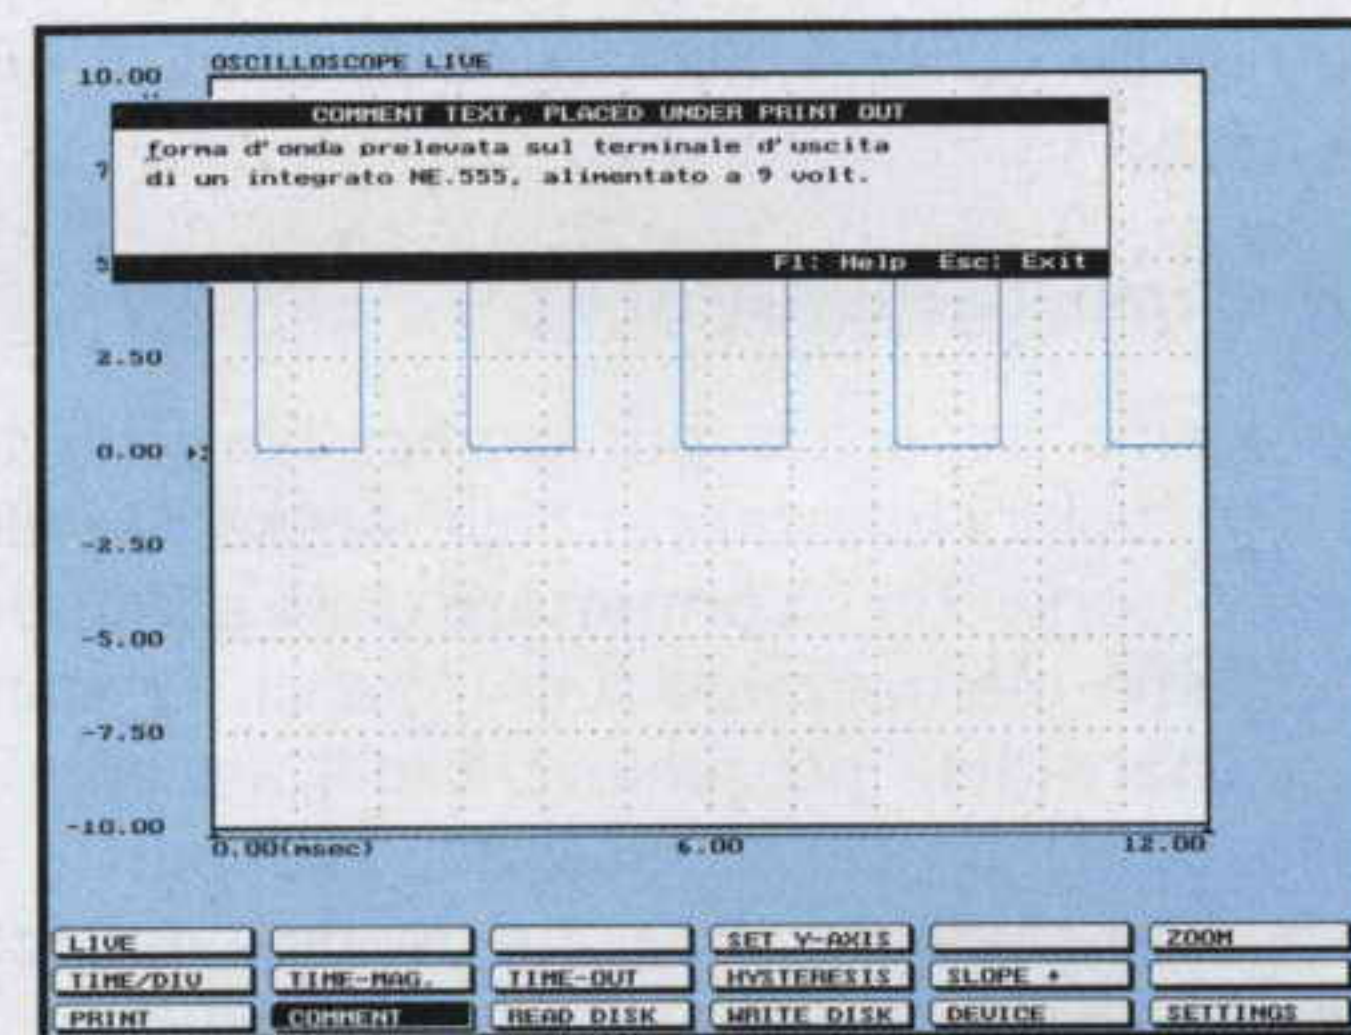 OSCILLOSCOPE LIVE
10.00
COMMENT TEXT, PLACED UNDER PRINT OUT
forma d'onda prelevata sul terminale d'uscita
di un integrato NE.555, alimentato a 9 volt.
7
5
F1: Help Esc: Exit
2.50
0.00
-2.50
-5.00
-7.50
-10.00
0.00(msec) 6.00 12.00
LIVE SET Y-AXIS ZOOM
TIME/DIV TIME-MAG. TIME-OUT HYSTERESIS SLOPE +
PRINT COMMENT READ DISK WRITE DISK DEVICE SETTINGS